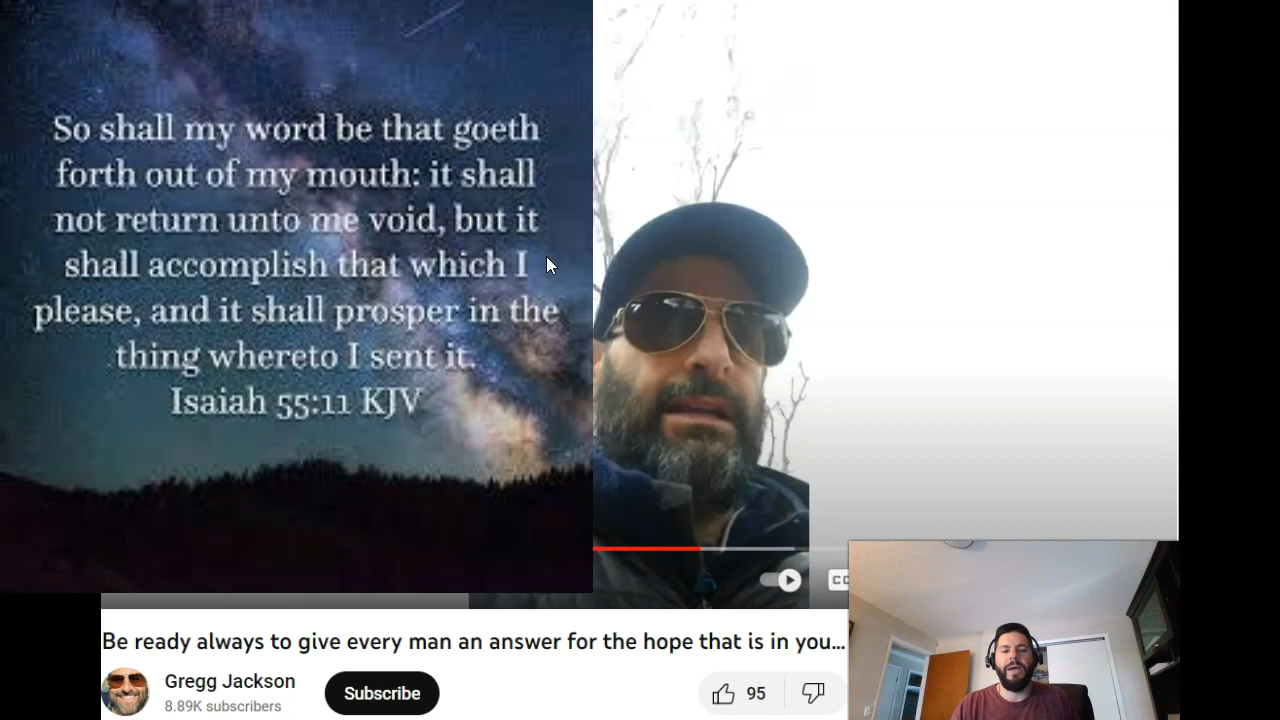 So shall my word be that goeth
forth out of my mouth: it shall
not return unto me void, but it
shall accomplish that which I
please, and it shall prosper in the
thing whereto I sent it.
Isaiah 55:11 KJV
CC
Be ready always to give every man an answer for the hope that is in you...
Gregg Jackson
8.89K subscribers
Subscribe
95